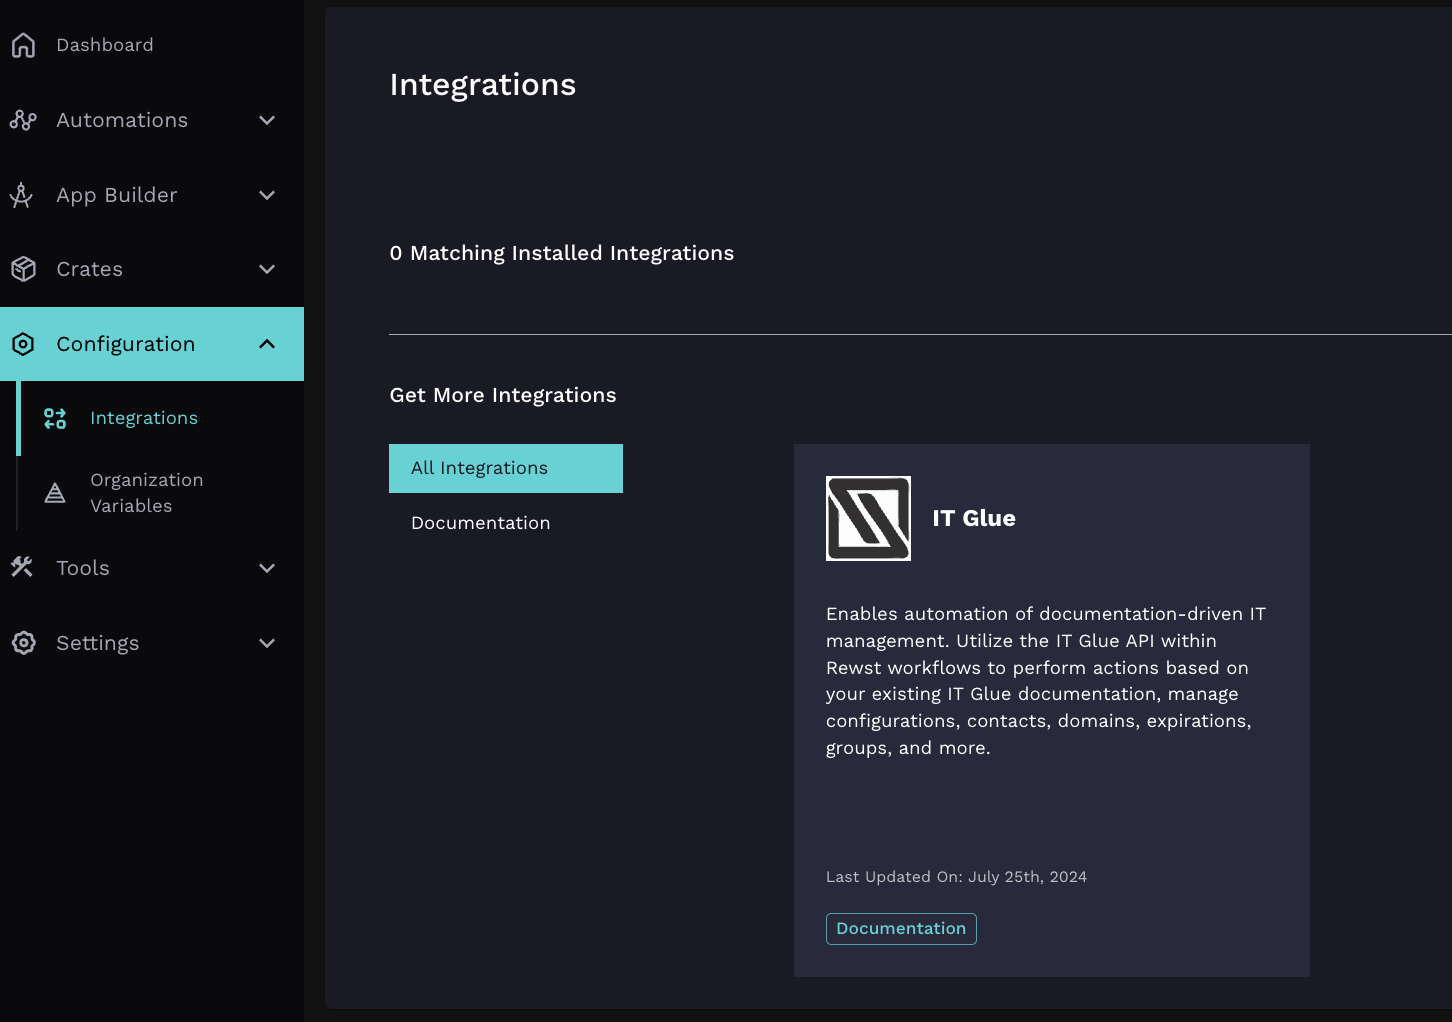 Dashboard
Automations
App Builder
Crates
Configuration
Integrations
Organization
Variables
Tools
Settings
Integrations
0 Matching Installed Integrations
Get More Integrations
All Integrations
Documentation
IT Glue
Enables automation of documentation-driven IT
management. Utilize the IT Glue API within
Rewst workflows to perform actions based on
your existing IT Glue documentation, manage
configurations, contacts, domains, expirations,
groups, and more.
Last Updated On: July 25th, 2024
Documentation